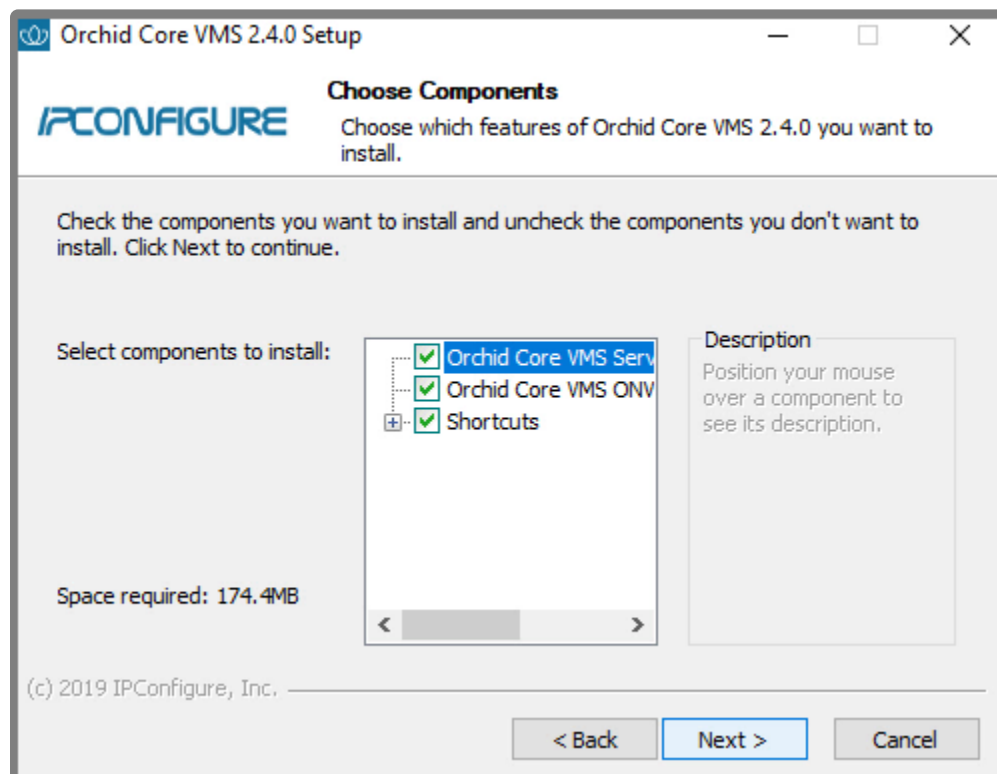 Orchid Core VMS 2.4.0 Setup
IPCONFIGURE
Choose Components
Choose which features of Orchid Core VMS 2.4.0 you want to
install.
Check the components you want to install and uncheck the components you don't want to
install. Click Next to continue.
Select components to install:
Orchid Core VMS Serv
Orchid Core VMS ONV
Shortcuts
Description
Position your mouse
over a component to
see its description.
Space required: 174.4MB
(c) 2019 IPConfigure, Inc.
< Back
Next >
Cancel